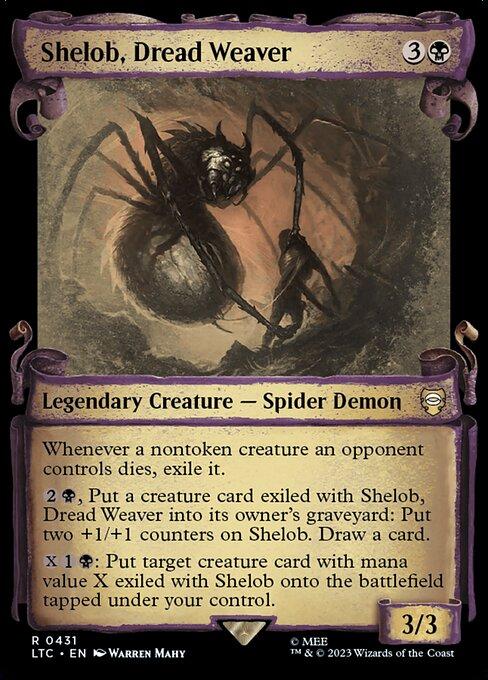 Shelob, Dread Weaver 3
Legendary Creature — Spider Demon
Whenever a nontoken creature an opponent
controls dies, exile it.
2, Put a creature card exiled with Shelob,
Dread Weaver into its owner's graveyard: Put
two +1/+1 counters on Shelob. Draw a card.
X 1: Put target creature card with mana
value X exiled with Shelob onto the battlefield
tapped under your control.
3/3
R 0431
LTC • EN Warren Mahy
© MEE
™ & © 2023 Wizards of the Coast